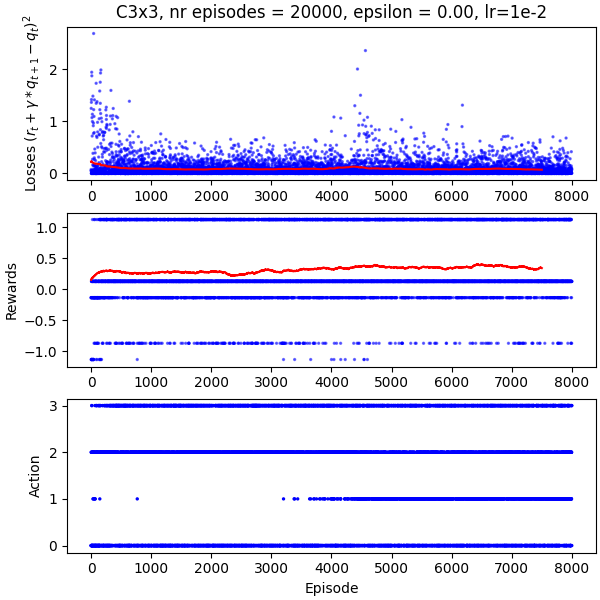 C3x3, nr episodes = 20000, epsilon = 0.00, lr=1e-2
Losses $(r_t + \gamma * q_{t+1} - q_t)^2$
2
1
0
0 1000 2000 3000 4000 5000 6000 7000 8000
Rewards
1.0
0.5
0.0
−0.5
−1.0
0 1000 2000 3000 4000 5000 6000 7000 8000
Action
3
2
1
0
0 1000 2000 3000 4000 5000 6000 7000 8000
Episode